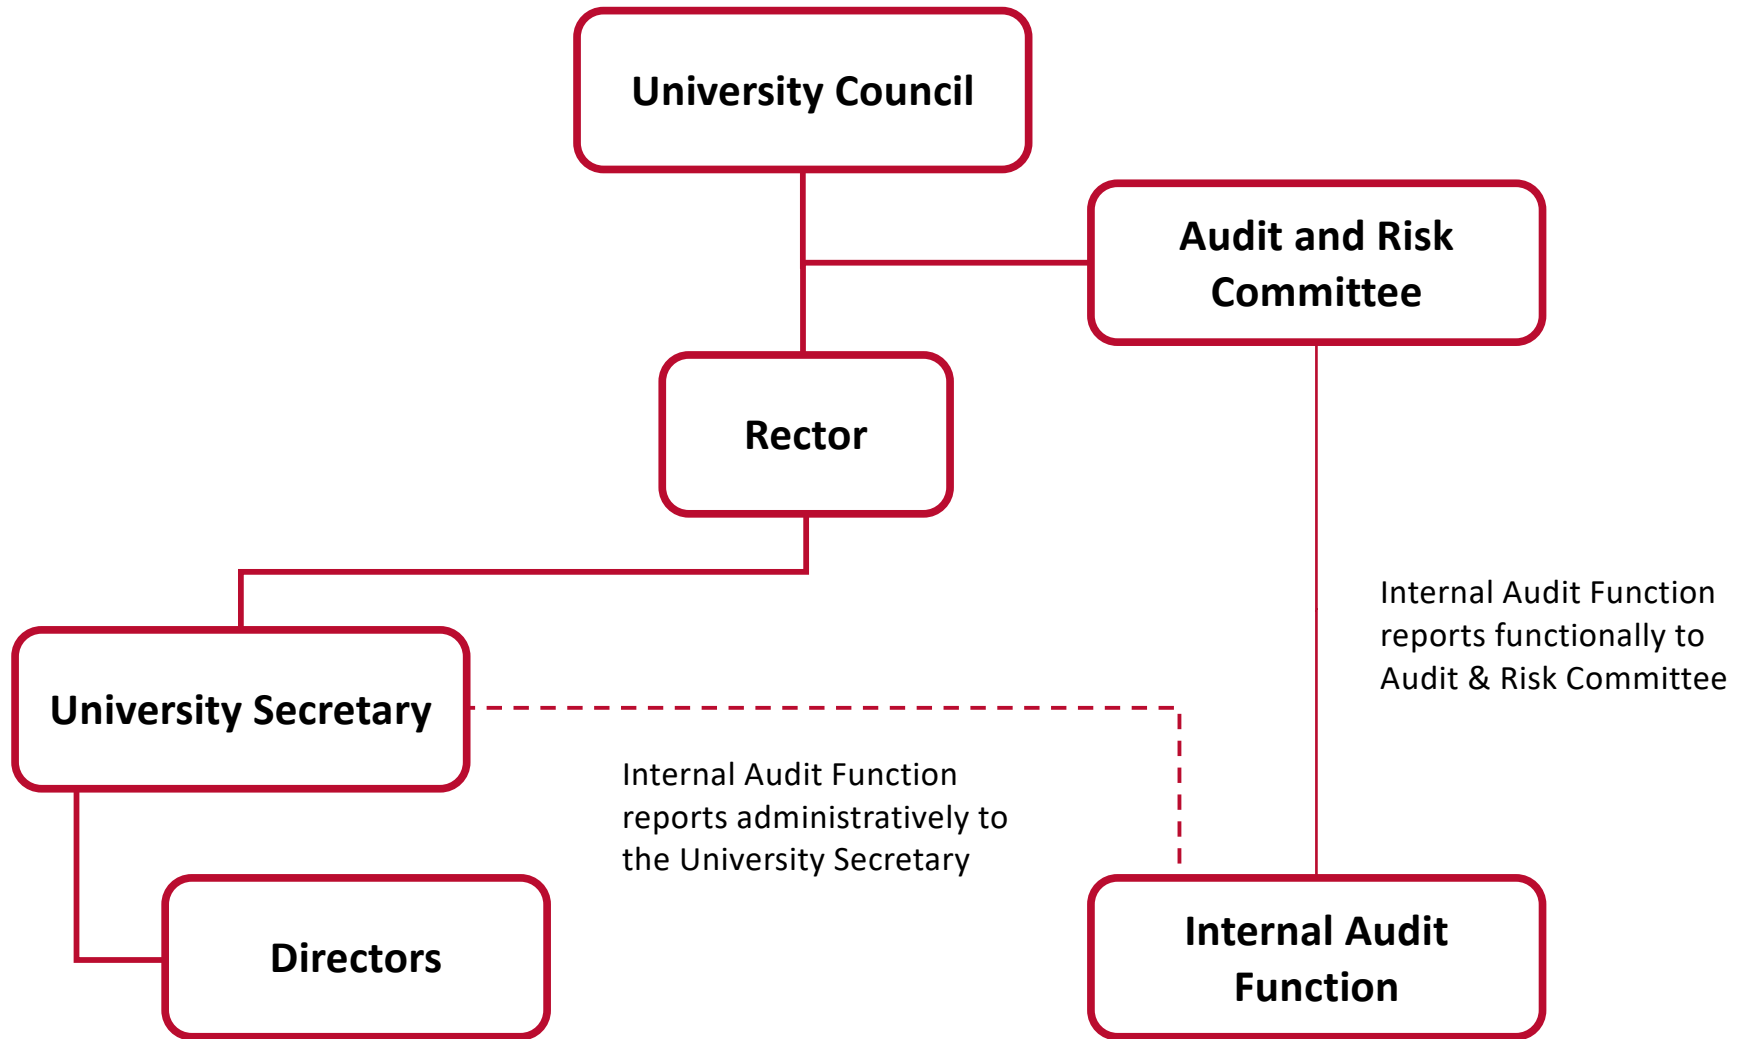 University Council
Audit and Risk
Committee
Rector
Internal Audit Function
reports functionally to
Audit & Risk Committee
University Secretary
Internal Audit Function
reports administratively to
the University Secretary
Directors
Internal Audit
Function